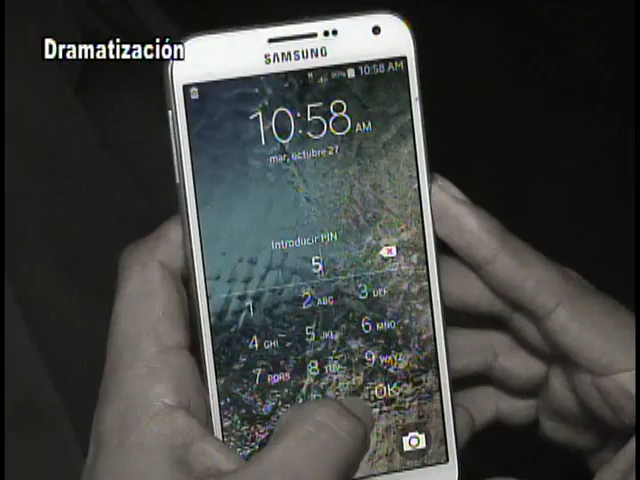 Dramatización
SAMSUNG
10:58 AM
10:58 AM
mar, octubre 27
Introducir PIN
5
1
2 ABC
3 DEF
4 GHI
5 JKL
6 MNO
7 PQRS
8 TUV
9 WXYZ
OK